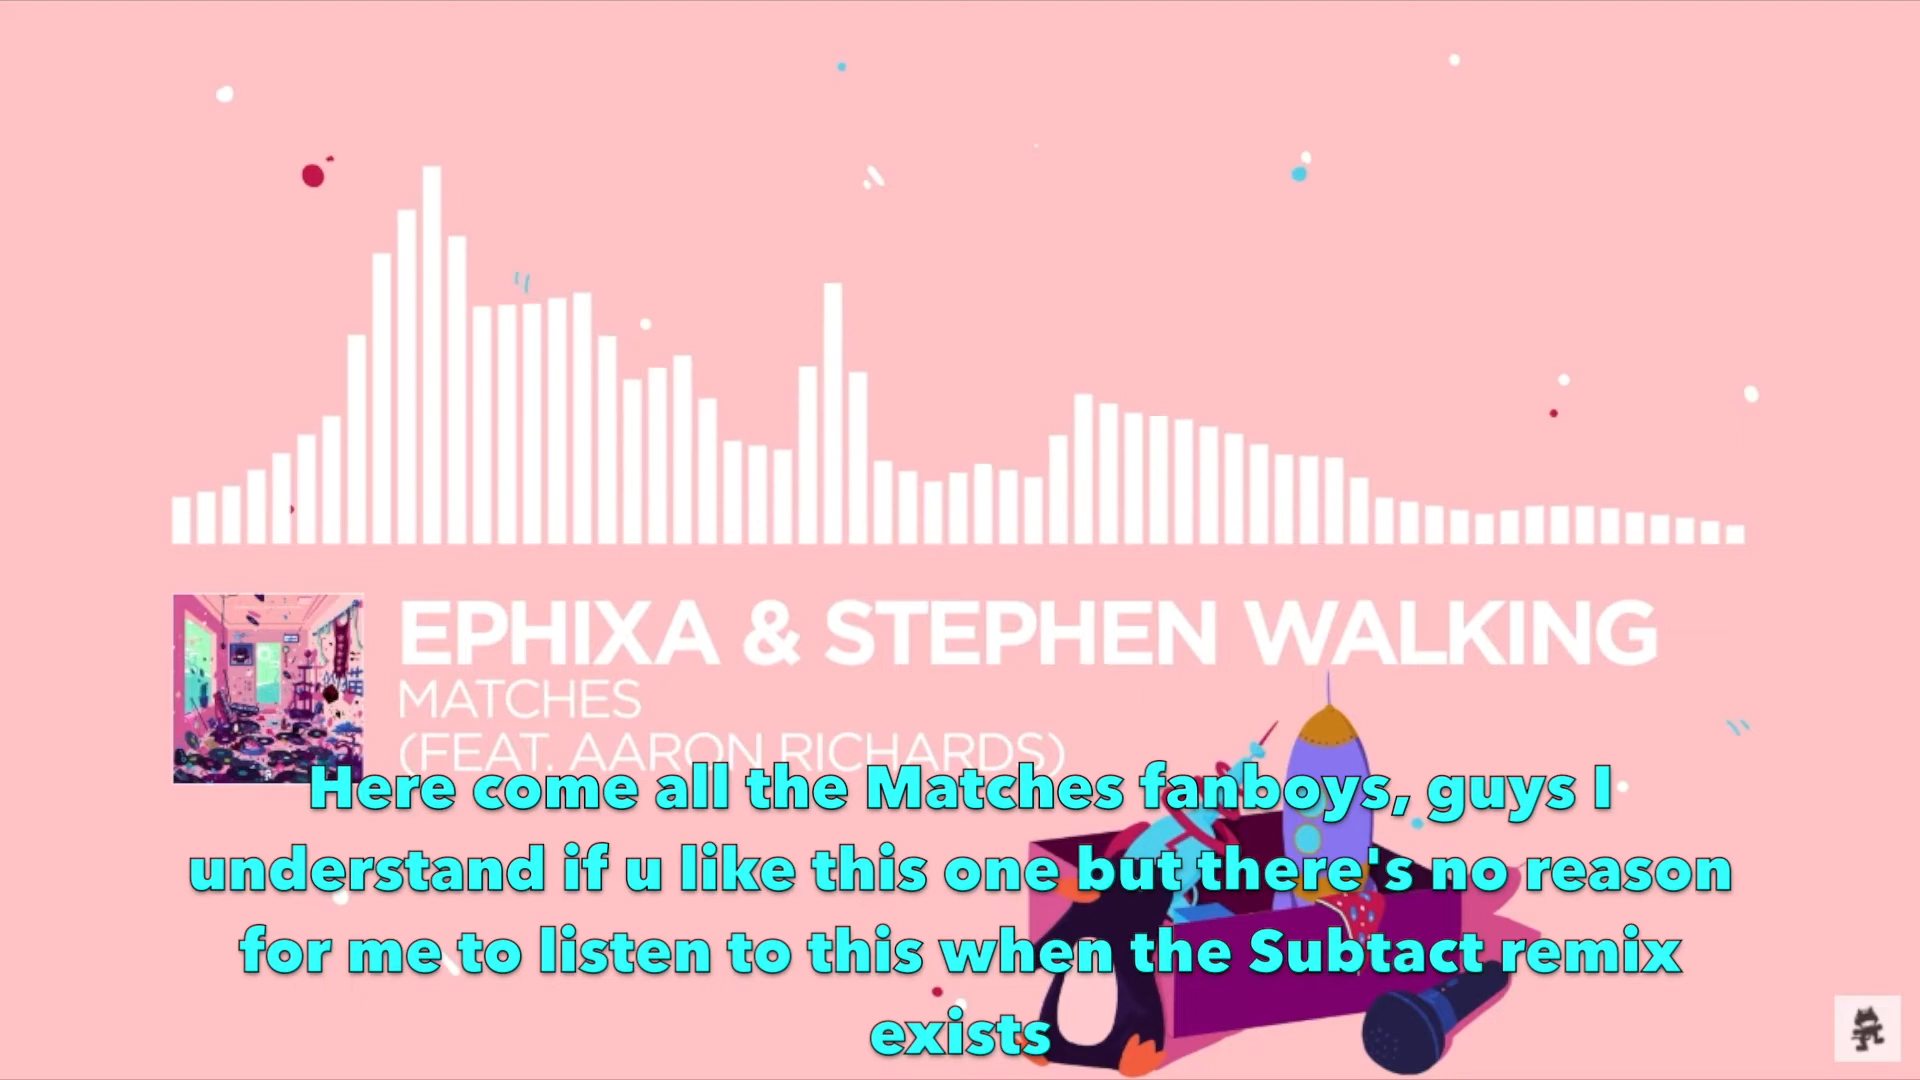 EPHIXA & STEPHEN WALKING
MATCHES
(FEAT. AARON RICHARDS)
Here come all the Matches fanboys, guys I
understand if u like this one but there's no reason
for me to listen to this when the Subtact remix
exists